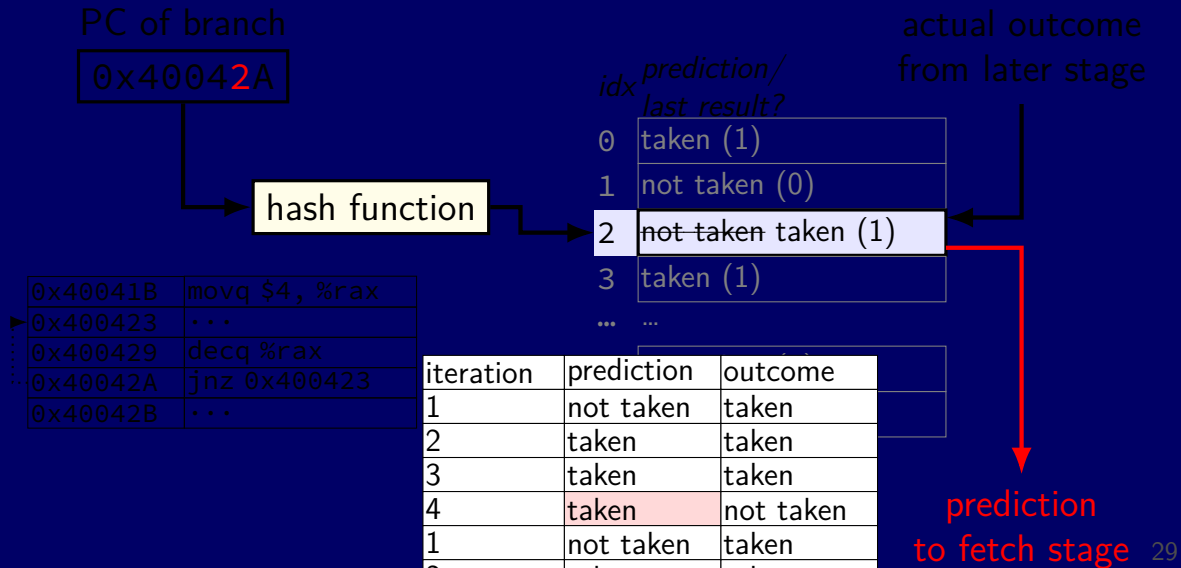 PC of branch
0x40042A
hash function
actual outcome
from later stage
idx prediction/
last result?
0 taken (1)
1 not taken (0)
2 not taken taken (1)
3 taken (1)
… …
0x40041B movq $4, %rax
0x400423 ···
0x400429 decq %rax
0x40042A jnz 0x400423
0x40042B ···
iteration prediction outcome
1 not taken taken
2 taken taken
3 taken taken
4 taken not taken
1 not taken taken
prediction
to fetch stage 29